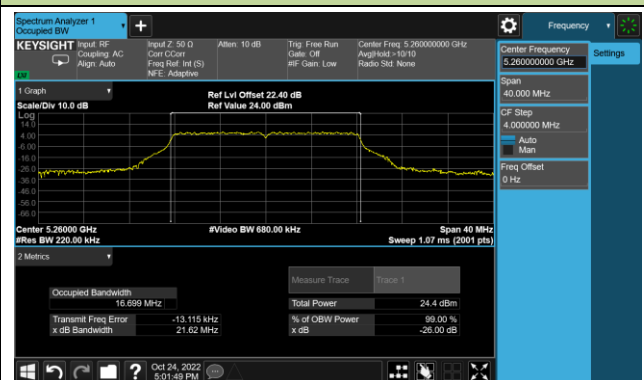 Spectrum Analyzer 1
Occupied BW
+
Frequency
KEYSIGHT
Input: RF
Coupling: AC
Align: Auto
Input Z: 50 Ω
Corr CCorr
Freq Ref: Int (S)
NFE: Adaptive
Atten: 10 dB
Trig: Free Run
Gate: Off
#IF Gain: Low
Center Freq: 5.260000000 GHz
Avg|Hold:>10/10
Radio Std: None
LXI
Center Frequency
5.260000000 GHz
Settings
Span
40.000 MHz
CF Step
4.000000 MHz
Auto
Man
Freq Offset
0 Hz
1 Graph
Scale/Div 10.0 dB
Ref Lvl Offset 22.40 dB
Ref Value 24.00 dBm
Log
14.0
4.00
-6.00
-16.0
-26.0
-36.0
-46.0
-56.0
-66.0
Center 5.26000 GHz
#Res BW 220.00 kHz
#Video BW 680.00 kHz
Span 40 MHz
Sweep 1.07 ms (2001 pts)
2 Metrics
Measure Trace
Trace 1
Occupied Bandwidth
16.699 MHz
Total Power
24.4 dBm
Transmit Freq Error
-13.115 kHz
% of OBW Power
99.00 %
x dB Bandwidth
21.62 MHz
x dB
-26.00 dB
?
Oct 24, 2022
5:01:49 PM